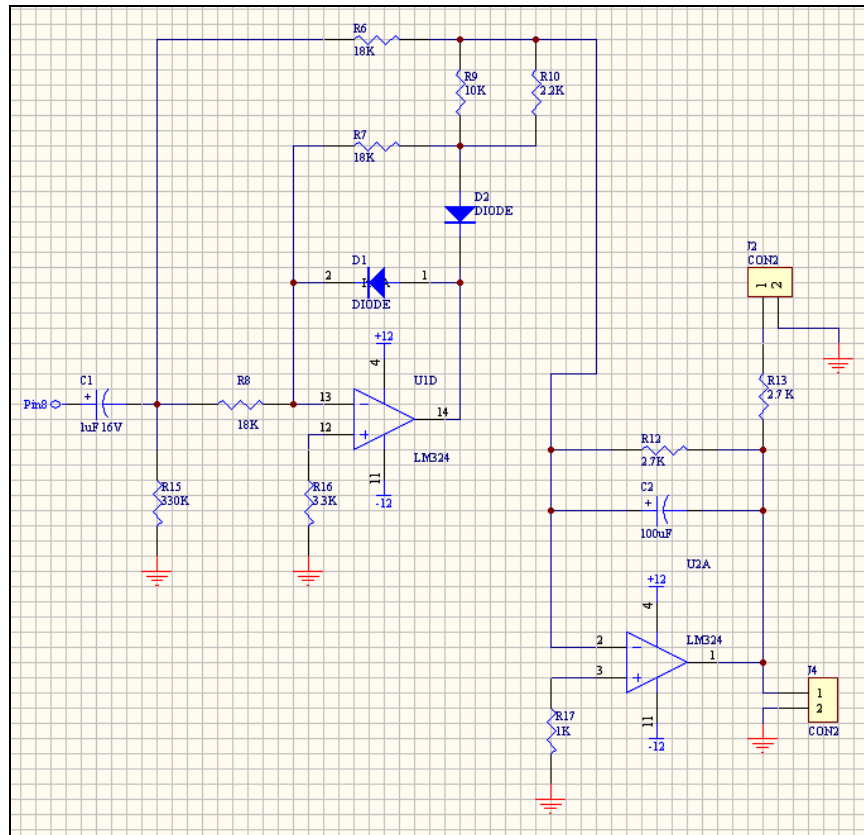 R6
18K
R9
10K
R10
2.2K
R7
18K
D2
DIODE
J2
CON2
1
2
D1
2
1
DIODE
+12
4
U1D
C1
R8
R13
2.7 K
Pin8
+
1uF 16V
18K
13
-
14
12
+
R12
2.7K
LM324
R15
330K
R16
3.3K
11
-12
C2
+
100uF
U2A
+12
4
LM324
2
-
1
3
+
J4
1
2
CON2
R17
1K
11
-12